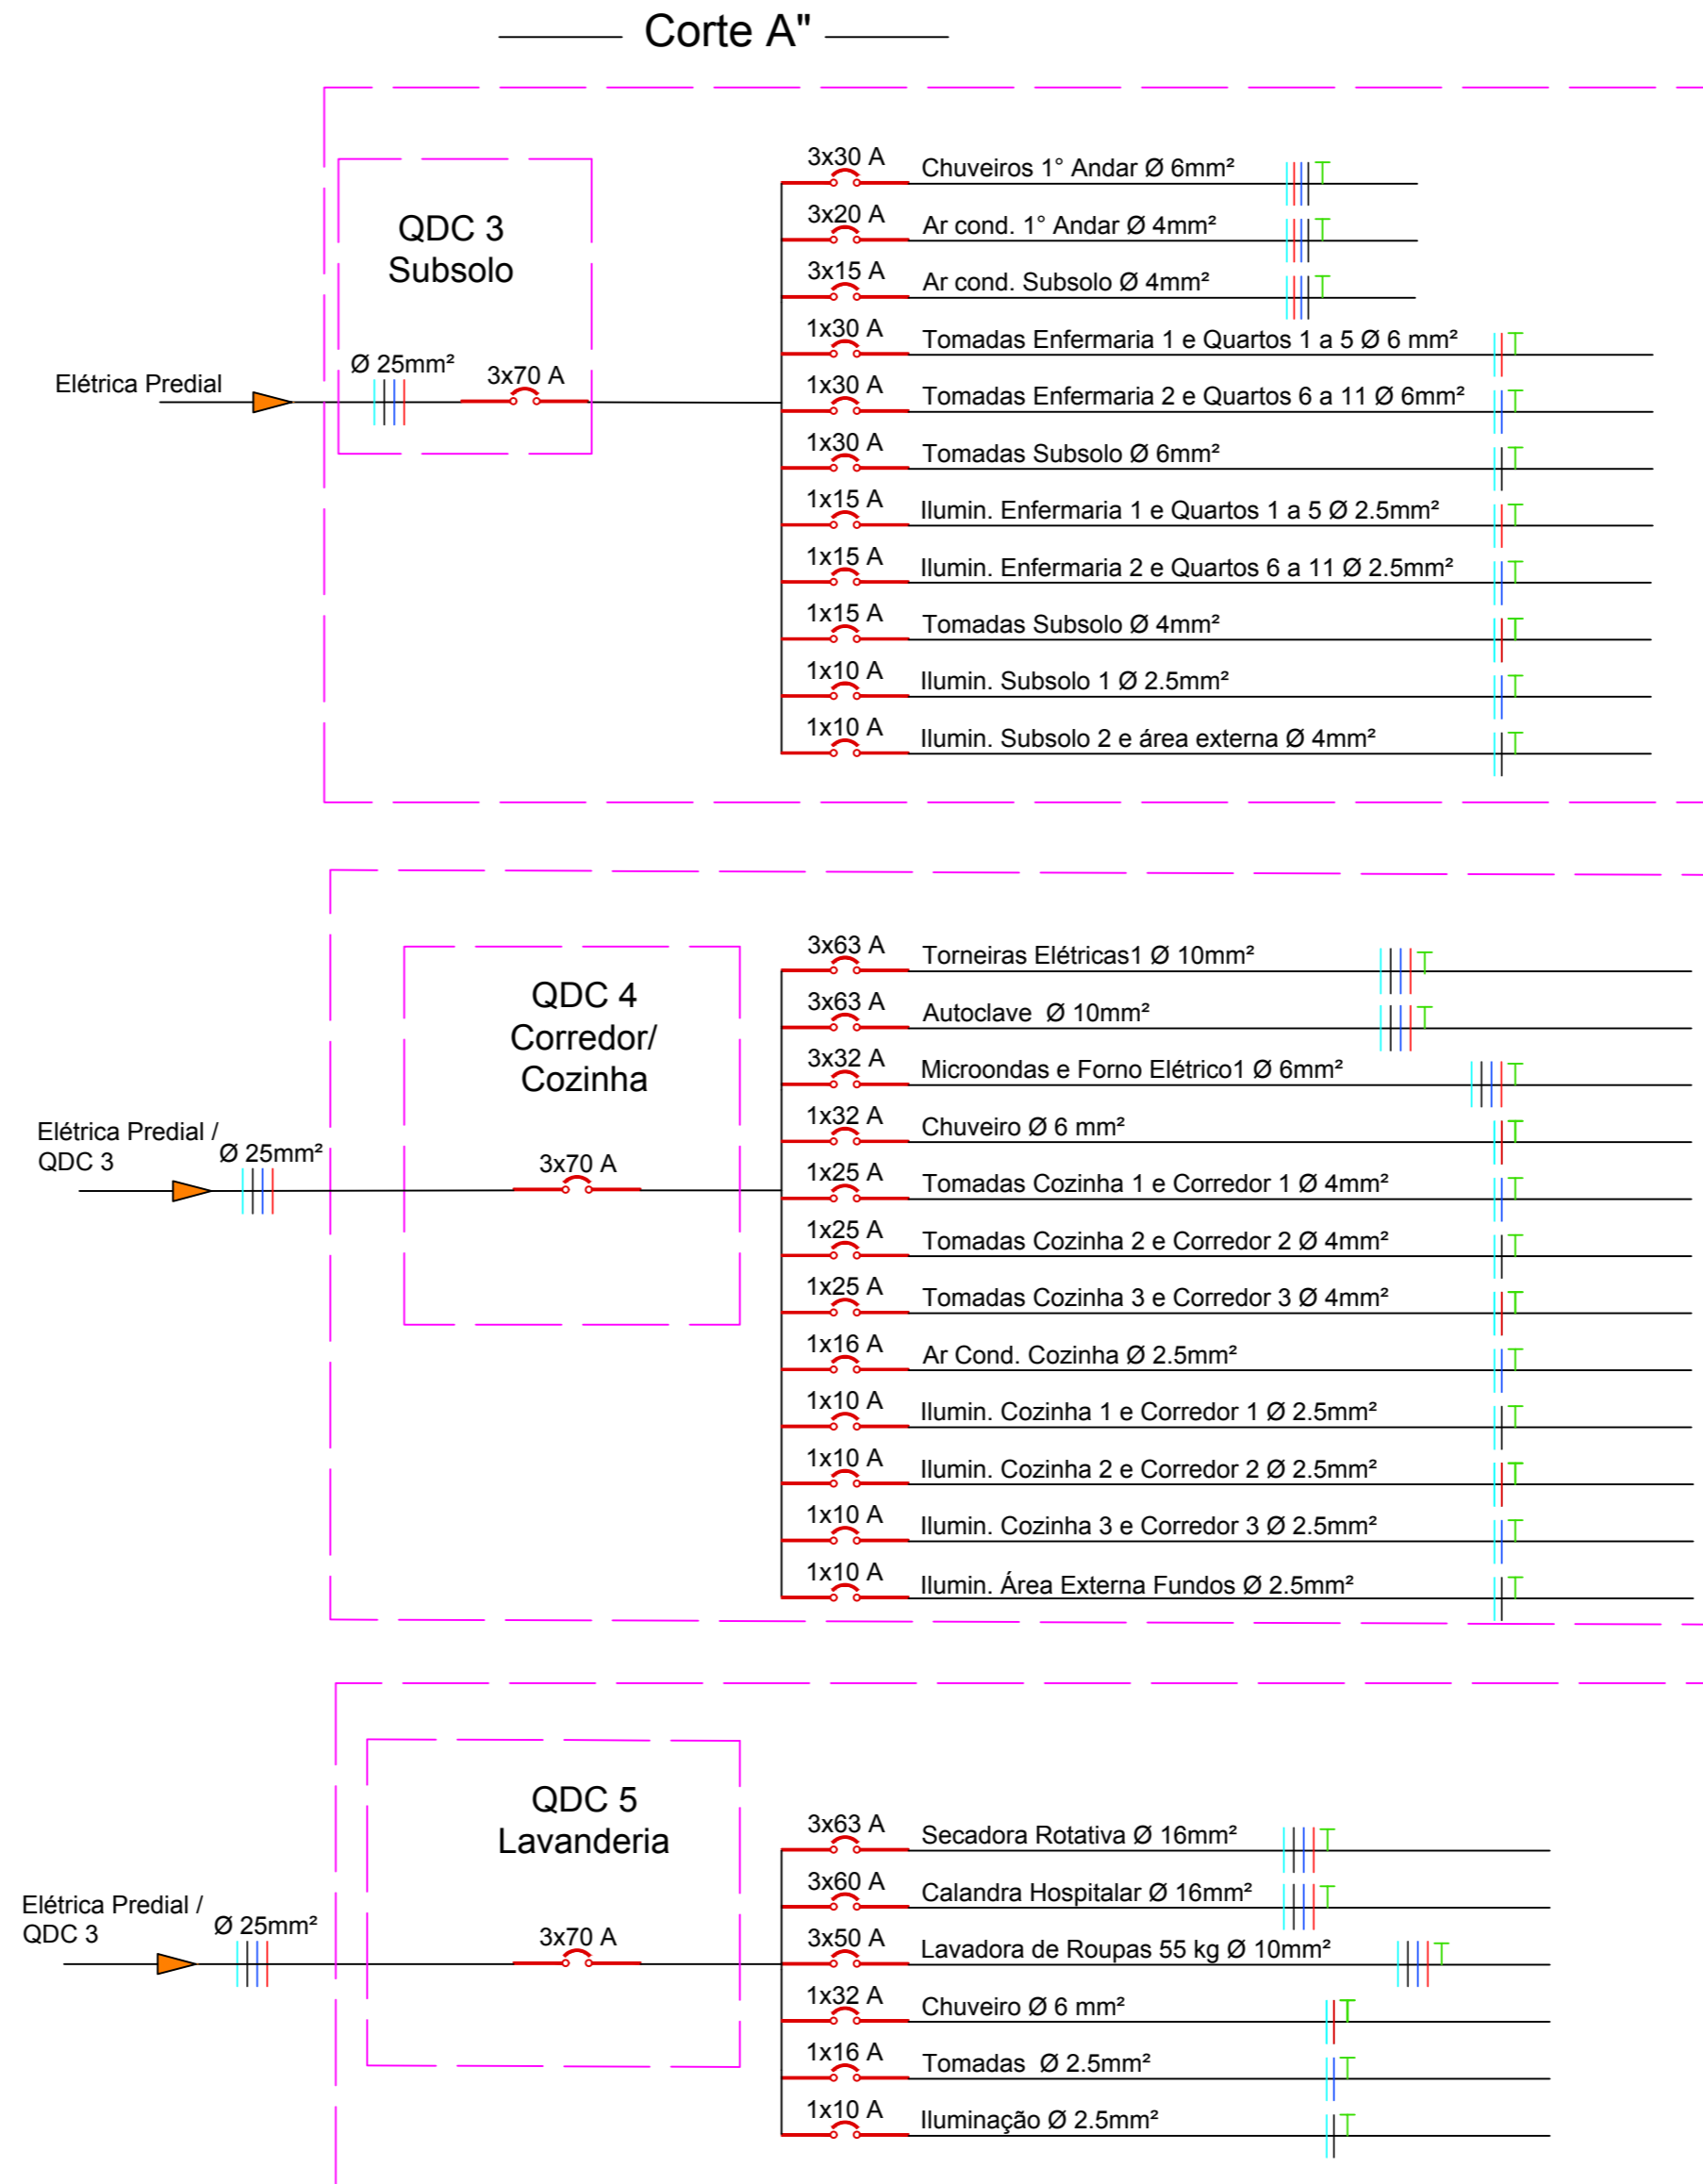 Corte A"
QDC 3
Subsolo
Elétrica Predial
Ø 25mm²
3x70 A
3x30 A
Chuveiros 1° Andar Ø 6mm²
3x20 A
Ar cond. 1° Andar Ø 4mm²
3x15 A
Ar cond. Subsolo Ø 4mm²
1x30 A
Tomadas Enfermaria 1 e Quartos 1 a 5 Ø 6 mm²
1x30 A
Tomadas Enfermaria 2 e Quartos 6 a 11 Ø 6mm²
1x30 A
Tomadas Subsolo Ø 6mm²
1x15 A
Ilumin. Enfermaria 1 e Quartos 1 a 5 Ø 2.5mm²
1x15 A
Ilumin. Enfermaria 2 e Quartos 6 a 11 Ø 2.5mm²
1x15 A
Tomadas Subsolo Ø 4mm²
1x10 A
Ilumin. Subsolo 1 Ø 2.5mm²
1x10 A
Ilumin. Subsolo 2 e área externa Ø 4mm²
QDC 4
Corredor/
Cozinha
Elétrica Predial /
QDC 3
Ø 25mm²
3x70 A
3x63 A
Torneiras Elétricas1 Ø 10mm²
3x63 A
Autoclave Ø 10mm²
3x32 A
Microondas e Forno Elétrico1 Ø 6mm²
1x32 A
Chuveiro Ø 6 mm²
1x25 A
Tomadas Cozinha 1 e Corredor 1 Ø 4mm²
1x25 A
Tomadas Cozinha 2 e Corredor 2 Ø 4mm²
1x25 A
Tomadas Cozinha 3 e Corredor 3 Ø 4mm²
1x16 A
Ar Cond. Cozinha Ø 2.5mm²
1x10 A
Ilumin. Cozinha 1 e Corredor 1 Ø 2.5mm²
1x10 A
Ilumin. Cozinha 2 e Corredor 2 Ø 2.5mm²
1x10 A
Ilumin. Cozinha 3 e Corredor 3 Ø 2.5mm²
1x10 A
Ilumin. Área Externa Fundos Ø 2.5mm²
QDC 5
Lavanderia
Elétrica Predial /
QDC 3
Ø 25mm²
3x70 A
3x63 A
Secadora Rotativa Ø 16mm²
3x60 A
Calandra Hospitalar Ø 16mm²
3x50 A
Lavadora de Roupas 55 kg Ø 10mm²
1x32 A
Chuveiro Ø 6 mm²
1x16 A
Tomadas Ø 2.5mm²
1x10 A
Iluminação Ø 2.5mm²